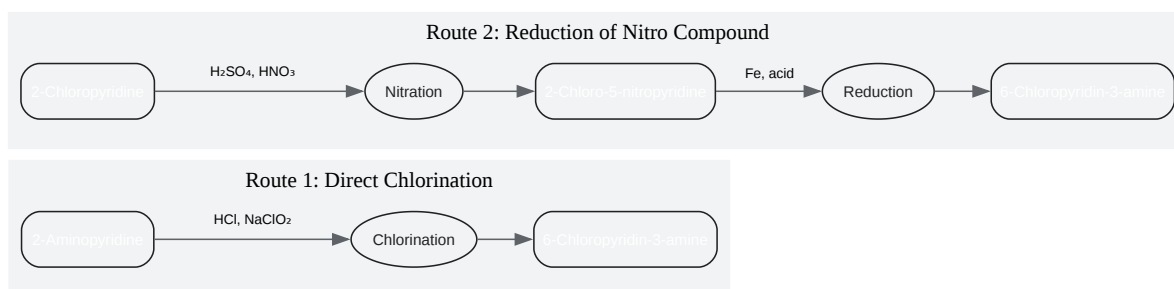 Route 2: Reduction of Nitro Compound
2-Chloropyridine
H₂SO₄, HNO₃
Nitration
2-Chloro-5-nitropyridine
Fe, acid
Reduction
6-Chloropyridin-3-amine
Route 1: Direct Chlorination
2-Aminopyridine
HCl, NaClO₂
Chlorination
6-Chloropyridin-3-amine